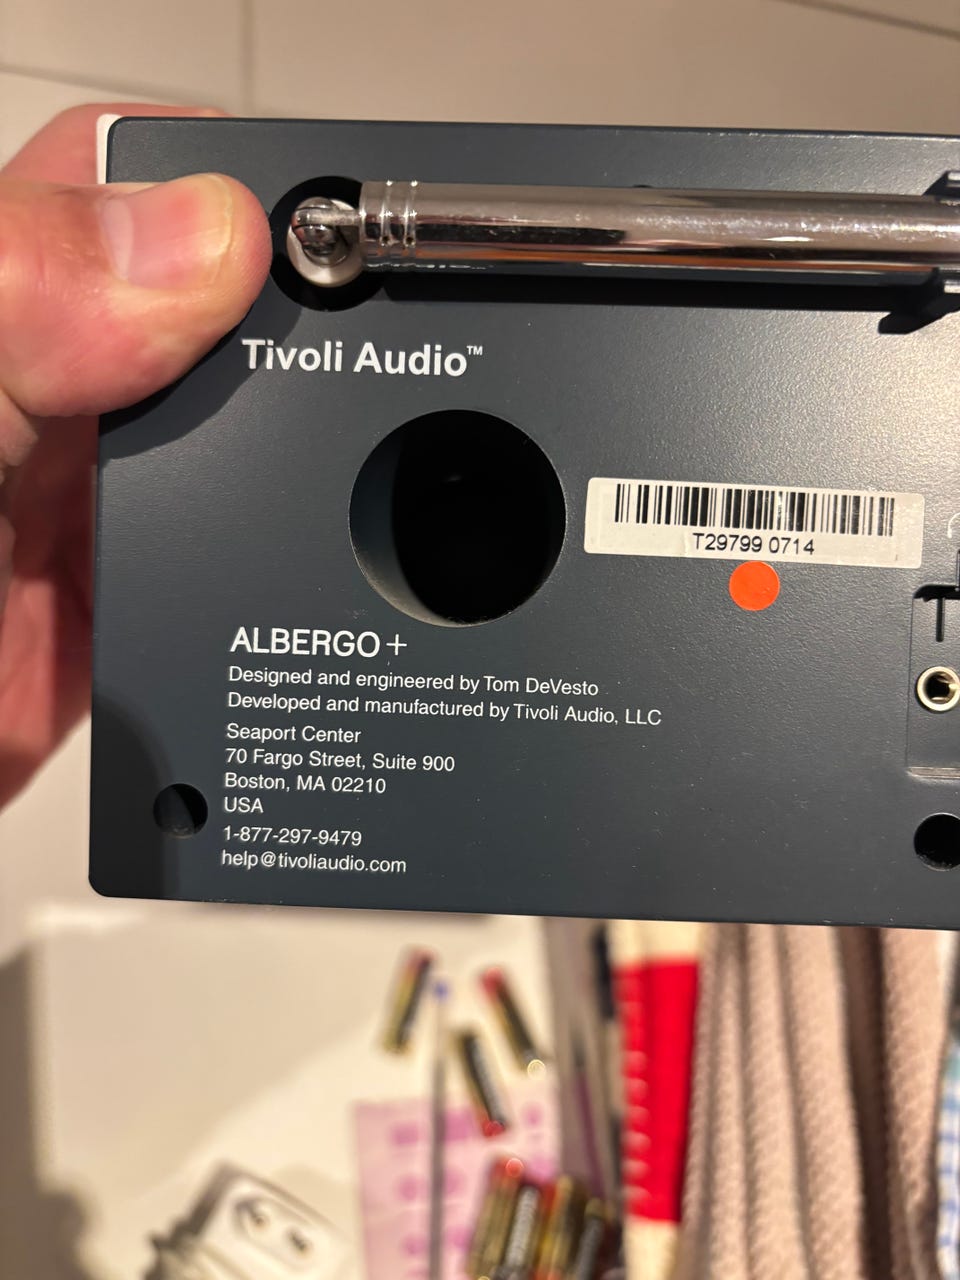 Tivoli Audio™
T29799 0714
ALBERGO+
Designed and engineered by Tom DeVesto
Developed and manufactured by Tivoli Audio, LLC
Seaport Center
70 Fargo Street, Suite 900
Boston, MA 02210
USA
1-877-297-9479
help@tivoliaudio.com